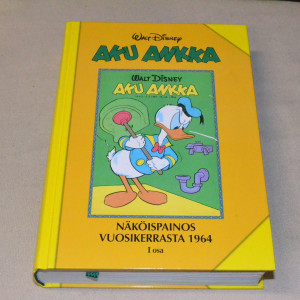 WALT DISNEY
AKU ANKKA
WALT DISNEY
AKU ANKKA
NÄKÖISPAINOS
VUOSIKERRASTA 1964
I osa